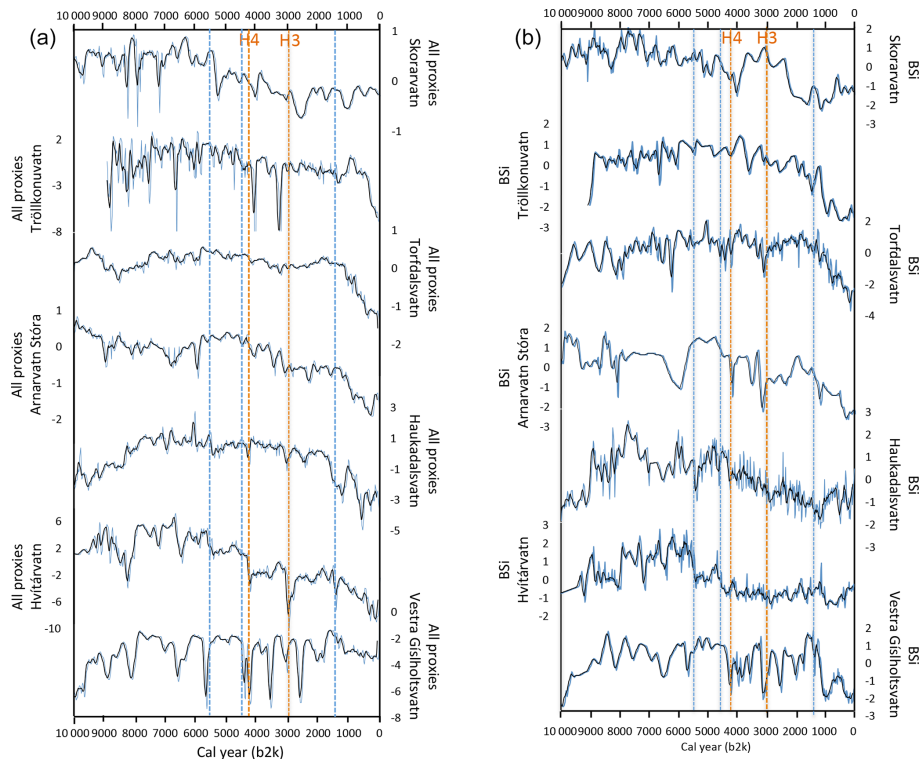 10 000 9000 8000 7000 6000 5000 4000 3000 2000 1000 0
(a)
H4 H3
1
0
-1
All proxies
Skorarvatn
2
-3
-8
All proxies
Tröllkonuvatn
1
0
-1
-2
All proxies
Torfdalsvatn
1
0
-1
-2
All proxies
Arnarvatn Stóra
3
1
-1
-3
-5
All proxies
Haukadalsvatn
6
2
-2
-6
-10
All proxies
Hvítárvatn
0
-2
-4
-6
-8
All proxies
Vestra Gíslholtsvatn
10 000 9000 8000 7000 6000 5000 4000 3000 2000 1000 0
Cal year (b2k)
10 000 9000 8000 7000 6000 5000 4000 3000 2000 1000 0
(b)
H4 H3
2
1
0
-1
-2
-3
BSi
Skorarvatn
2
1
0
-1
-2
-3
BSi
Tröllkonuvatn
2
0
-2
-4
BSi
Torfdalsvatn
2
1
0
-1
-2
-3
BSi
Arnarvatn Stóra
3
2
1
0
-1
-2
-3
BSi
Haukadalsvatn
3
2
1
0
-1
-2
BSi
Hvítárvatn
2
1
0
-1
-2
-3
BSi
Vestra Gíslholtsvatn
10 000 9000 8000 7000 6000 5000 4000 3000 2000 1000 0
Cal year (b2k)